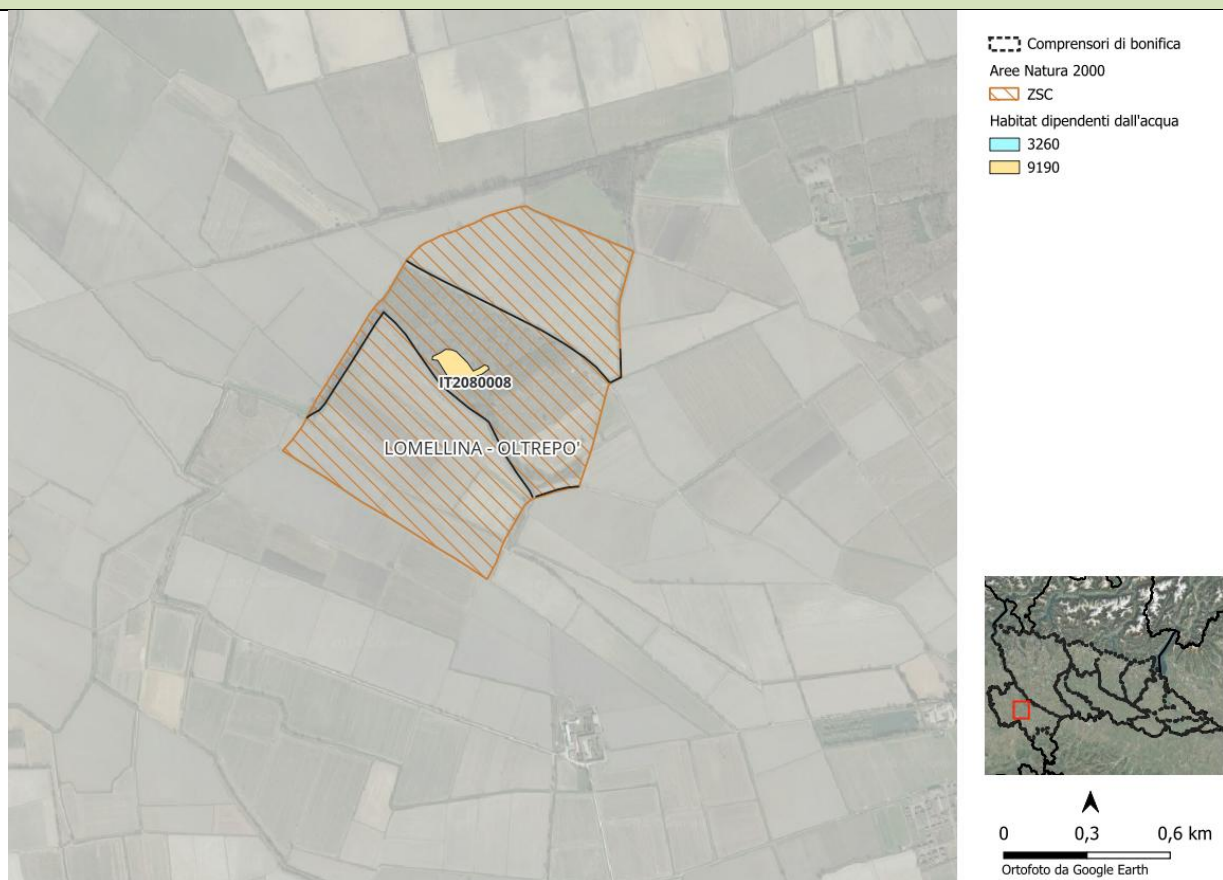 Comprensori di bonifica
Aree Natura 2000
ZSC
Habitat dipendenti dall'acqua
3260
9190
IT2080008
LOMELLINA - OLTREPO'
0 0,3 0,6 km
Ortofoto da Google Earth